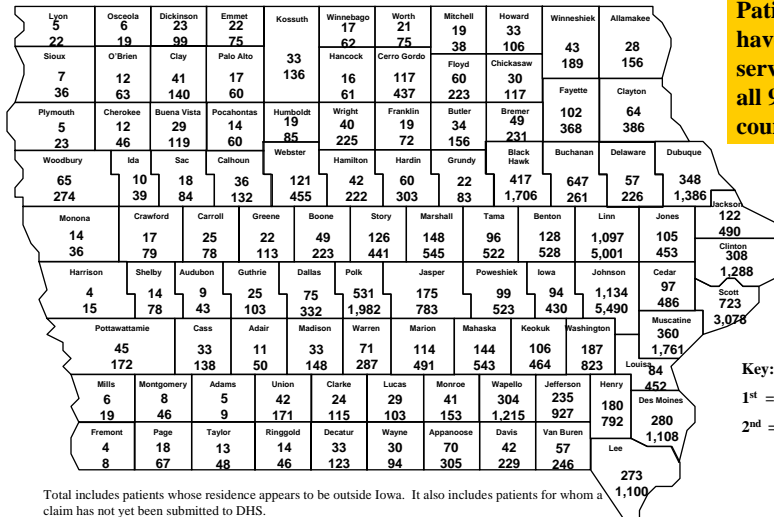 Lyon Osceola Dickinson Emmet Kossuth Winnebago Worth Mitchell Howard Winneshiek Allamakee
5 6 23 22 33 17 21 19 33 43 28
22 19 99 75 136 62 75 38 106 189 156
Sioux O'Brien Clay Palo Alto Hancock Cerro Gordo Floyd Chickasaw
7 12 41 17 16 117 60 30
36 63 140 60 61 437 223 117
Fayette Clayton
102 64
368 386
Plymouth Cherokee Buena Vista Pocahontas Humboldt Wright Franklin Butler Bremer
5 12 29 14 19 40 19 34 49
23 46 119 60 85 225 72 156 231
Woodbury Ida Sac Calhoun Webster Hamilton Hardin Grundy Black Hawk Buchanan Delaware Dubuque
65 10 18 36 121 42 60 22 417 647 57 348
274 39 84 132 455 222 303 83 1,706 261 226 1,386
Monona Crawford Carroll Greene Boone Story Marshall Tama Benton Linn Jones Jackson
14 17 25 22 49 126 148 96 128 1,097 105 122
36 79 78 113 223 441 545 522 528 5,001 453 490
Clinton
308
1,288
Harrison Shelby Audubon Guthrie Dallas Polk Jasper Poweshiek Iowa Johnson Cedar Scott
4 14 9 25 75 531 175 99 94 1,134 97 723
15 78 43 103 332 1,982 783 523 430 5,490 486 3,078
Pottawattamie Cass Adair Madison Warren Marion Mahaska Keokuk Washington Muscatine
45 33 11 33 71 114 144 106 187 360
172 138 50 148 287 491 543 464 823 1,761
Louisa 84
452
Mills Montgomery Adams Union Clarke Lucas Monroe Wapello Jefferson Henry Des Moines
6 8 5 42 24 29 41 304 235 180 280
19 46 9 171 115 103 153 1,215 927 792 1,108
Fremont Page Taylor Ringgold Decatur Wayne Appanoose Davis Van Buren Lee
4 18 13 14 33 30 70 42 57 273
8 67 48 46 123 94 305 229 246 1,100
Key:
1st =
2nd =
Total includes patients whose residence appears to be outside Iowa. It also includes patients for whom a
claim has not yet been submitted to DHS.